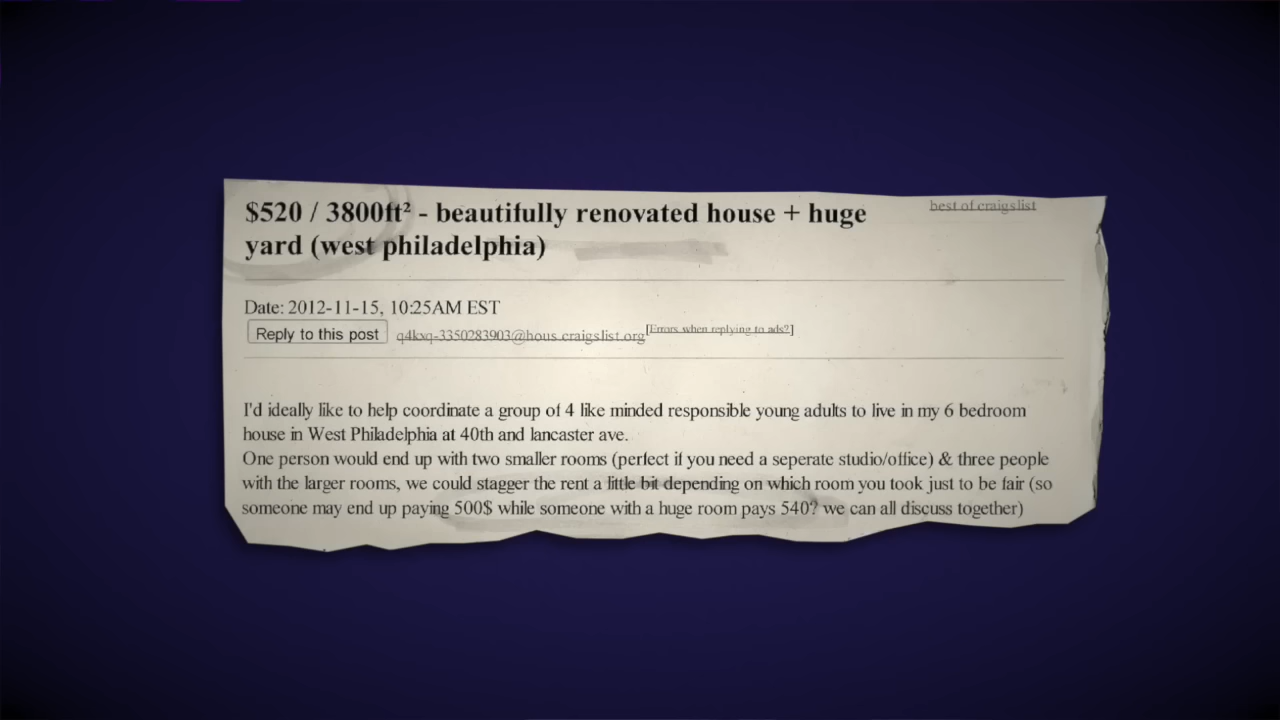 $520 / 3800ft² - beautifully renovated house + huge
best of craigslist
yard (west philadelphia)
Date: 2012-11-15, 10:25AM EST
Reply to this post q4kxq-3350283903@hous.craigslist.org [Errors when replying to ads?]
I'd ideally like to help coordinate a group of 4 like minded responsible young adults to live in my 6 bedroom
house in West Philadelphia at 40th and lancaster ave.
One person would end up with two smaller rooms (perfect if you need a seperate studio/office) & three people
with the larger rooms, we could stagger the rent a little bit depending on which room you took just to be fair (so
someone may end up paying 500$ while someone with a huge room pays 540? we can all discuss together)